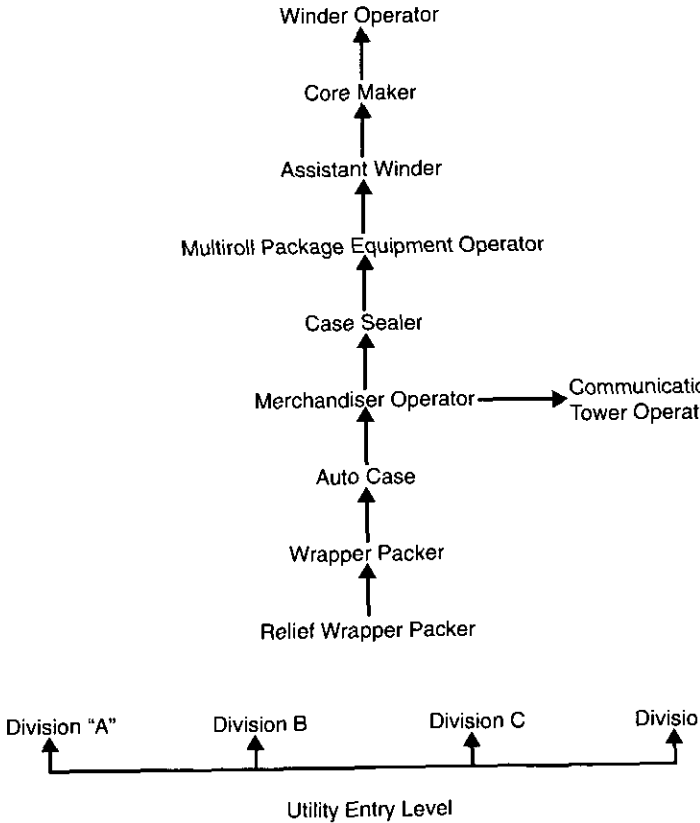 Winder Operator
Core Maker
Assistant Winder
Multiroll Package Equipment Operator
Case Sealer
Merchandiser Operator
Auto Case
Wrapper Packer
Relief Wrapper Packer
Tower
Division "A" Division B Division C
Utility Entry Level